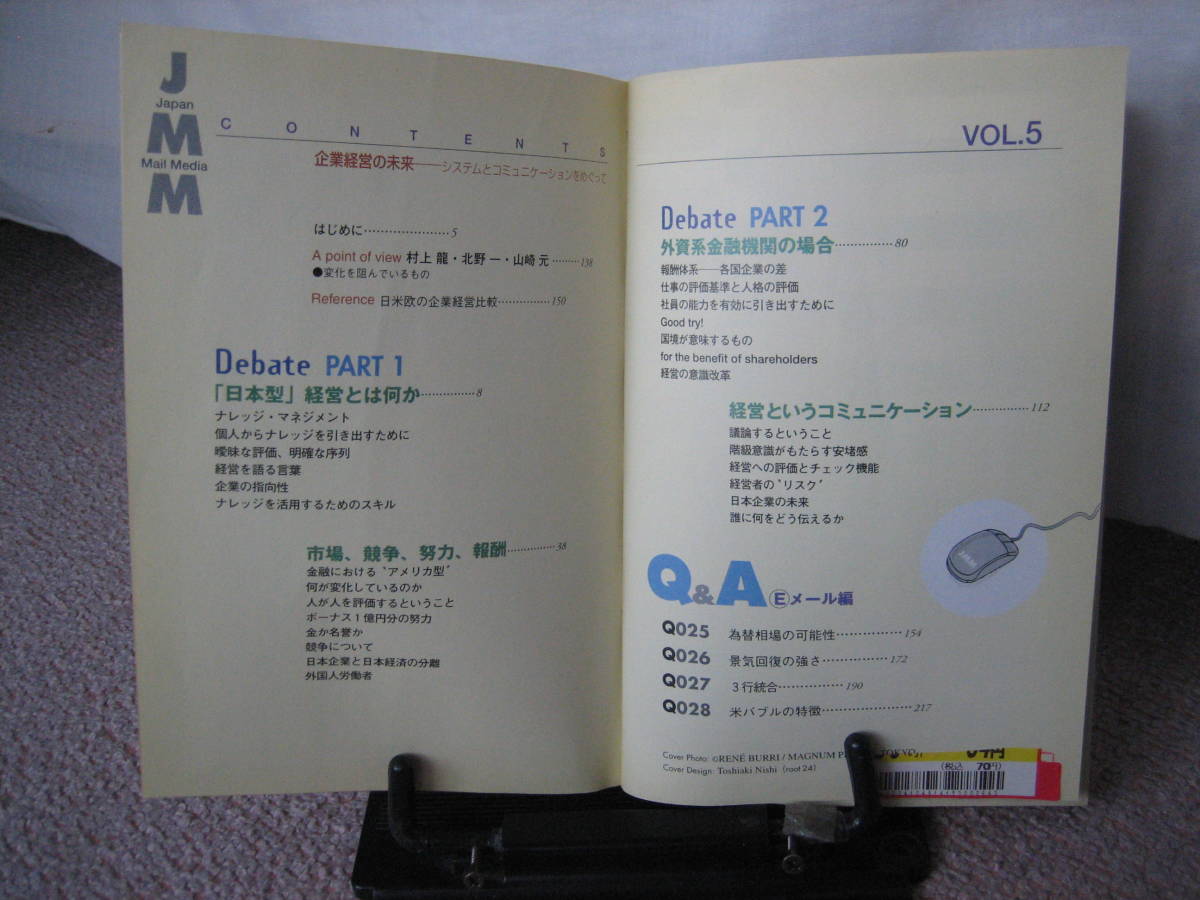 J
Japan
M
Mail Media
M
CONTENTS
企業経営の未来――システムとコミュニケーションをめぐって
はじめに…………………5
A point of view 村上 龍・北野 一・山崎 元………138
●変化を阻んでいるもの
Reference 日米欧の企業経営比較……………150
Debate PART 1
「日本型」経営とは何か……………8
ナレッジ・マネジメント
個人からナレッジを引き出すために
曖昧な評価、明確な序列
経営を語る言葉
企業の指向性
ナレッジを活用するためのスキル
市場、競争、努力、報酬……………38
金融における〝アメリカ型〟
何が変化しているのか
人が人を評価するということ
ボーナス1億円分の努力
金か名誉か
競争について
日本企業と日本経済の分離
外国人労働者
VOL.5
Debate PART 2
外資系金融機関の場合……………80
報酬体系――各国企業の差
仕事の評価基準と人格の評価
社員の能力を有効に引き出すために
Good try!
国境が意味するもの
for the benefit of shareholders
経営の意識改革
経営というコミュニケーション……………112
議論するということ
階級意識がもたらす安堵感
経営への評価とチェック機能
経営者の〝リスク〟
日本企業の未来
誰に何をどう伝えるか
JAPAN
Q&A Eメール編
Q025 為替相場の可能性……………154
Q026 景気回復の強さ……………172
Q027 3行統合……………190
Q028 米バブルの特徴…………………217
Cover Photo: ©RENÉ BURRI / MAGNUM P TOKYO
Cover Design: Toshiaki Nishi (root 24)
円
(税込 70円)